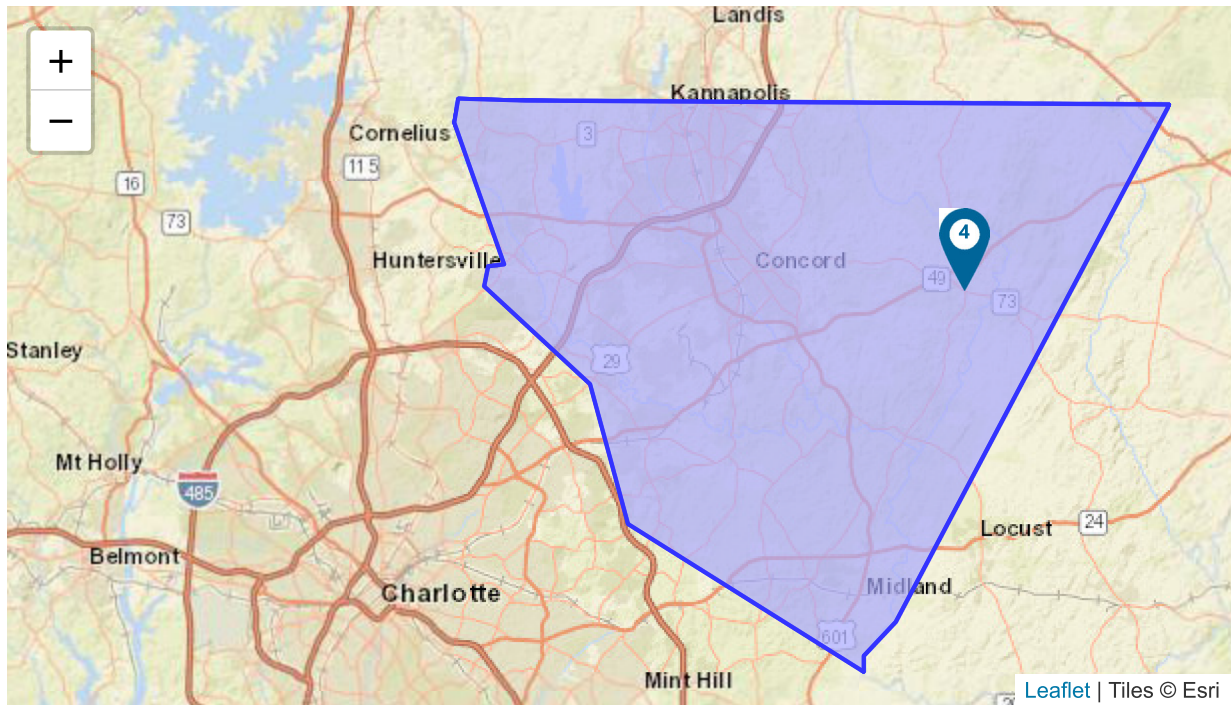 Landis
+
Kannapolis
−
Cornelius
3
11 5
16
73
4
Huntersville
Concord
49
73
Stanley
29
Mt Holly
485
24
Locust
Belmont
Midland
Charlotte
601
Mint Hill
Leaflet | Tiles © Esri